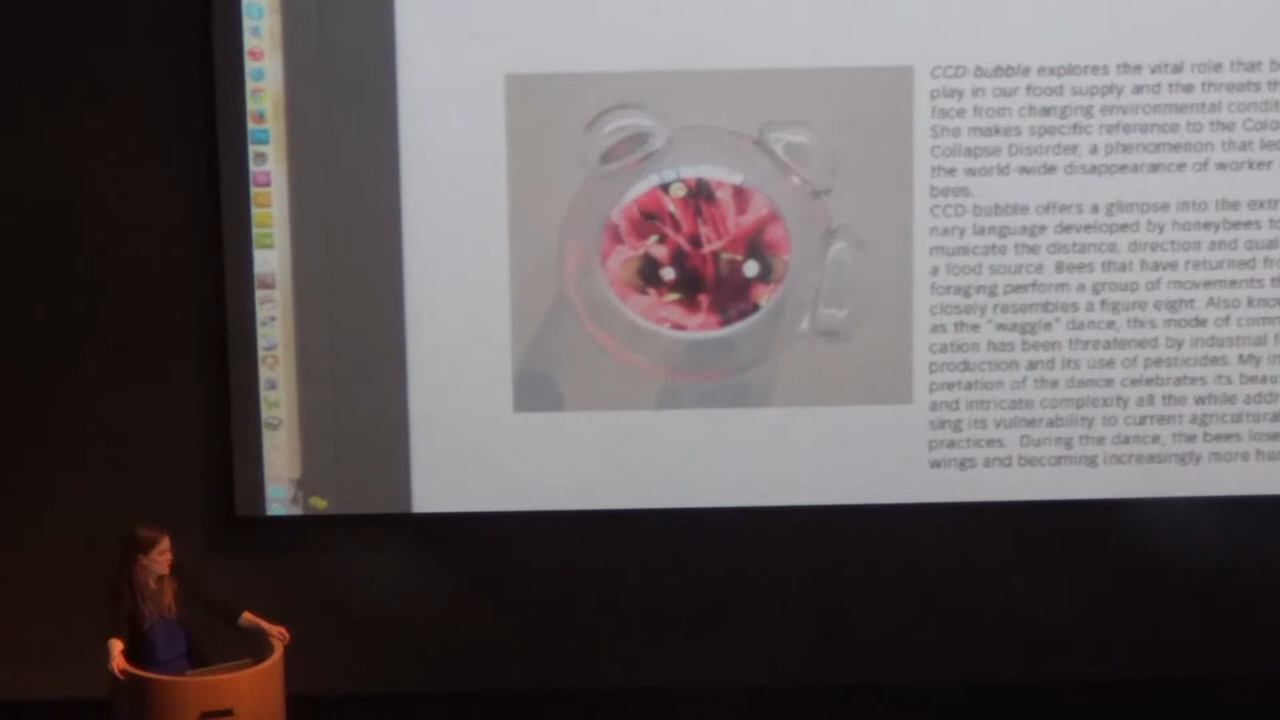 CCD-bubble explores the vital role that b
play in our food supply and the threats th
face from changing environmental condit
She makes specific reference to the Colo
Collapse Disorder, a phenomenon that led
the world-wide disappearance of worker
bees.
CCD-bubble offers a glimpse into the extr
nary language developed by honeybees to
municate the distance, direction and qual
a food source. Bees that have returned fro
foraging perform a group of movements th
closely resembles a figure eight. Also kno
as the "waggle" dance, this mode of comm
cation has been threatened by industrial f
production and its use of pesticides. My in
pretation of the dance celebrates its beau
and intricate complexity all the while addr
sing its vulnerability to current agricultura
practices. During the dance, the bees lose
wings and becoming increasingly more hu